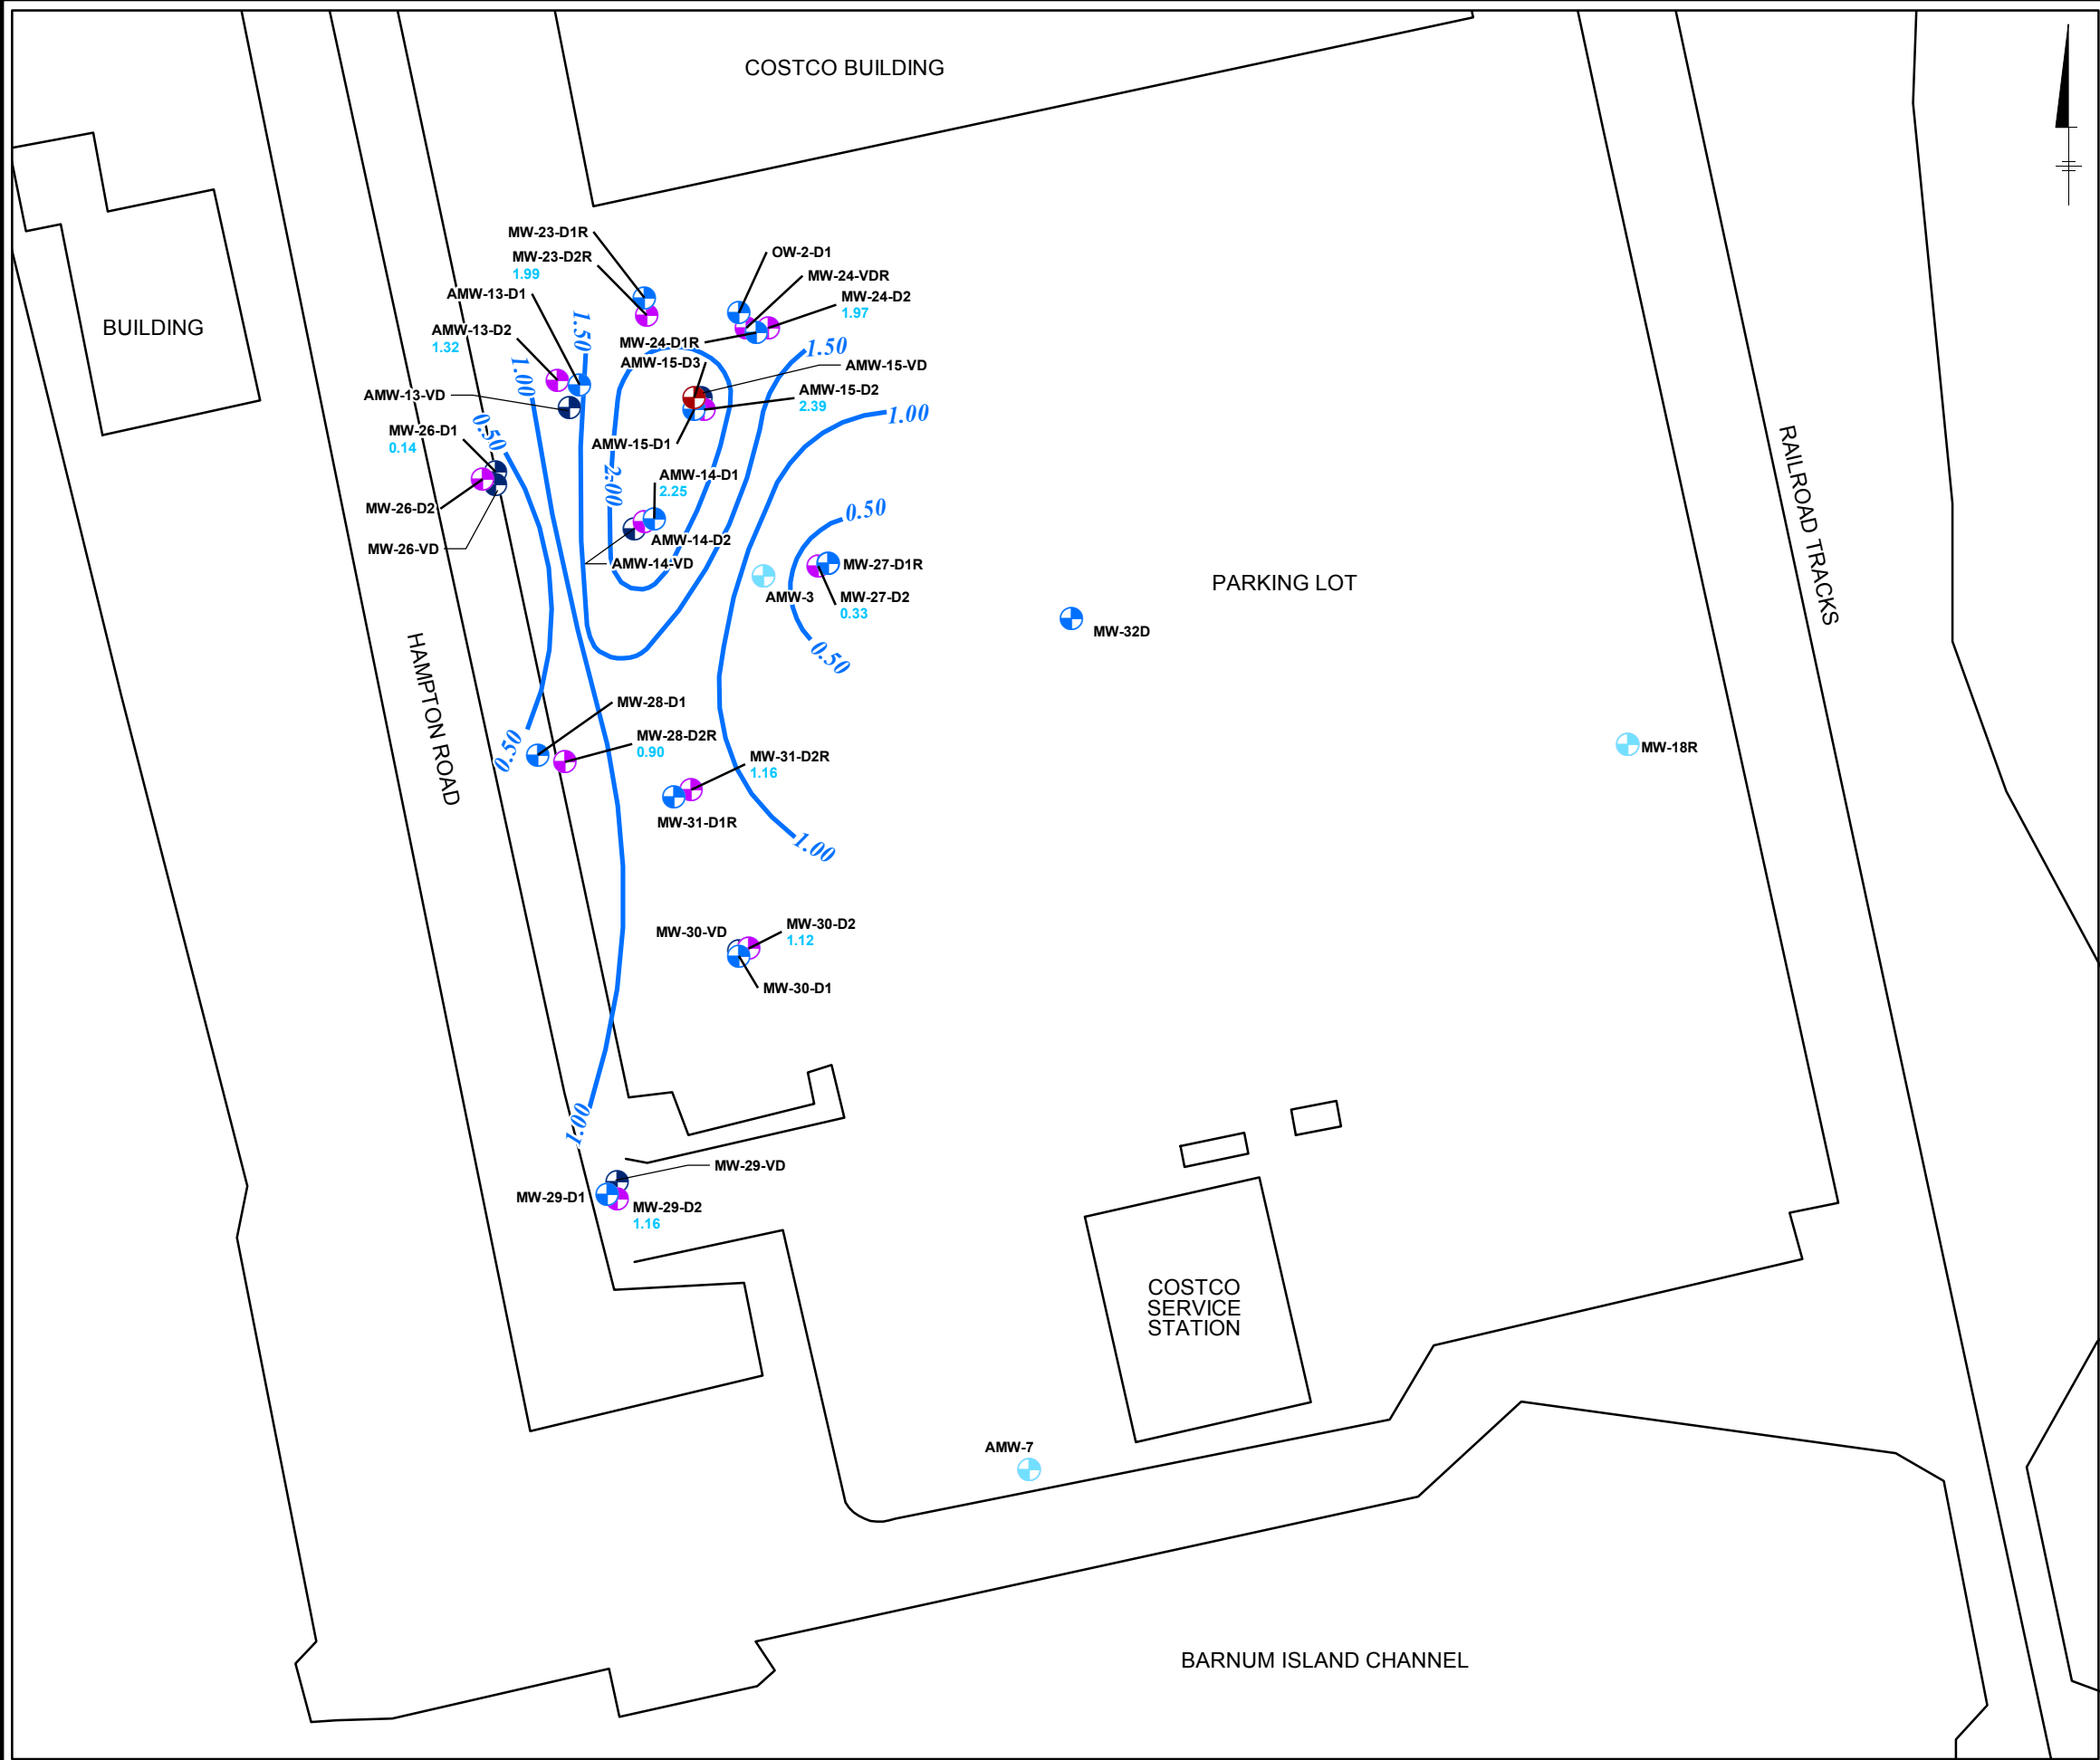 COSTCO BUILDING
MW-23-D1R
OW-2-D1
MW-23-D2R
1.99
MW-24-VDR
AMW-13-D1
MW-24-D2
1.97
BUILDING
AMW-13-D2
1.32
1.50
MW-24-D1R
1.50
AMW-15-D3
AMW-15-VD
1.00
AMW-13-VD
AMW-15-D2
2.39
1.00
0.50
MW-26-D1
0.14
AMW-15-D1
RAILROAD TRACKS
2.00
AMW-14-D1
2.25
MW-26-D2
0.50
AMW-14-D2
MW-26-VD
AMW-14-VD
MW-27-D1R
PARKING LOT
AMW-3
MW-27-D2
0.33
MW-32D
0.50
HAMPTON ROAD
MW-28-D1
MW-28-D2R
0.90
0.50
MW-18R
MW-31-D2R
1.16
MW-31-D1R
1.00
MW-30-D2
1.12
MW-30-VD
MW-30-D1
1.00
MW-29-VD
MW-29-D1
MW-29-D2
1.16
COSTCO
SERVICE
STATION
AMW-7
BARNUM ISLAND CHANNEL